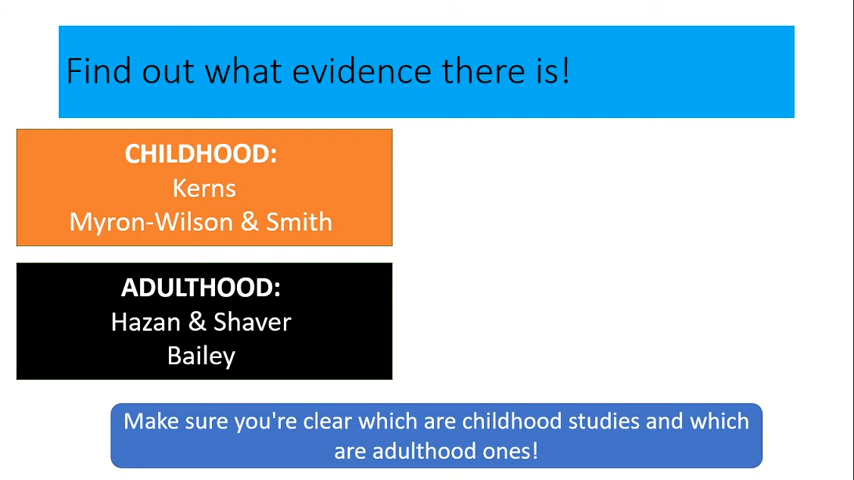 Find out what evidence there is!
CHILDHOOD:
Kerns
Myron-Wilson & Smith
ADULTHOOD:
Hazan & Shaver
Bailey
Make sure you're clear which are childhood studies and which
are adulthood ones!